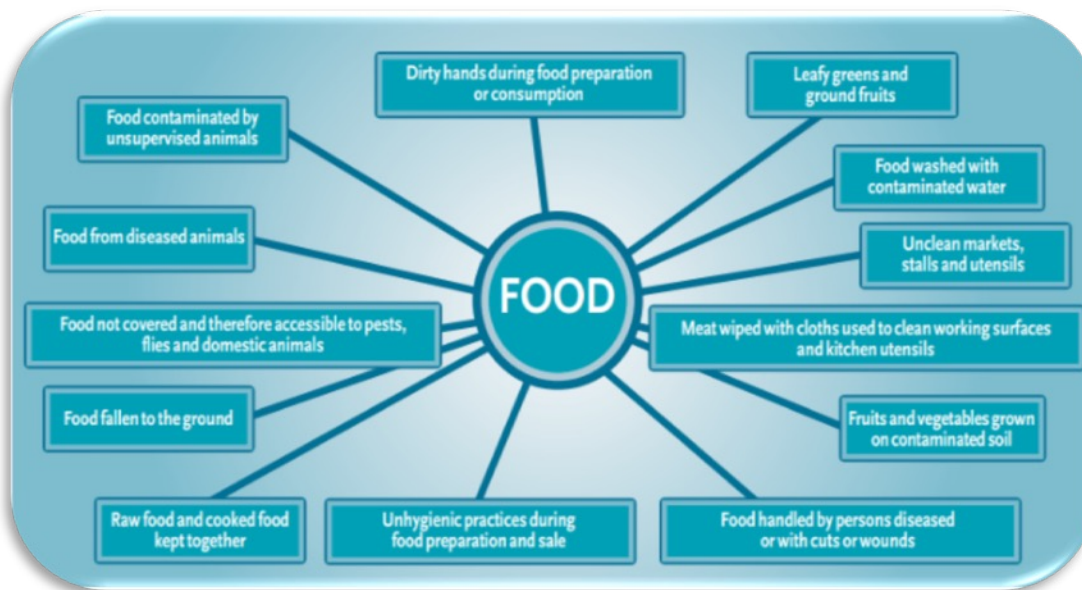 Dirty hands during food preparation
or consumption
Leafy greens and
ground fruits
Food contaminated by
unsupervised animals
Food washed with
contaminated water
Food from diseased animals
Unclean markets,
stalls and utensils
FOOD
Food not covered and therefore accessible to pests,
flies and domestic animals
Meat wiped with cloths used to clean working surfaces
and kitchen utensils
Food fallen to the ground
Fruits and vegetables grown
on contaminated soil
Raw food and cooked food
kept together
Unhygienic practices during
food preparation and sale
Food handled by persons diseased
or with cuts or wounds